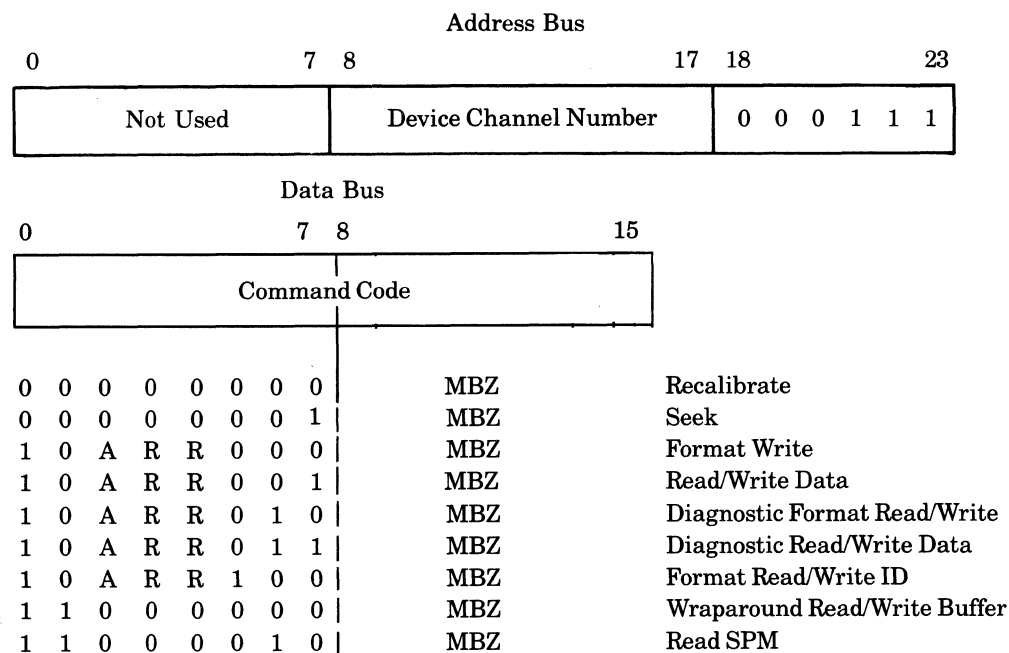 Address Bus
0 7 8 17 18 23
Not Used Device Channel Number 0 0 0 1 1 1
Data Bus
0 7 8 15
Command Code
0 0 0 0 0 0 0 0 MBZ Recalibrate
0 0 0 0 0 0 0 1 MBZ Seek
1 0 A R R 0 0 0 MBZ Format Write
1 0 A R R 0 0 1 MBZ Read/Write Data
1 0 A R R 0 1 0 MBZ Diagnostic Format Read/Write
1 0 A R R 0 1 1 MBZ Diagnostic Read/Write Data
1 0 A R R 1 0 0 MBZ Format Read/Write ID
1 1 0 0 0 0 0 0 MBZ Wraparound Read/Write Buffer
1 1 0 0 0 0 1 0 MBZ Read SPM